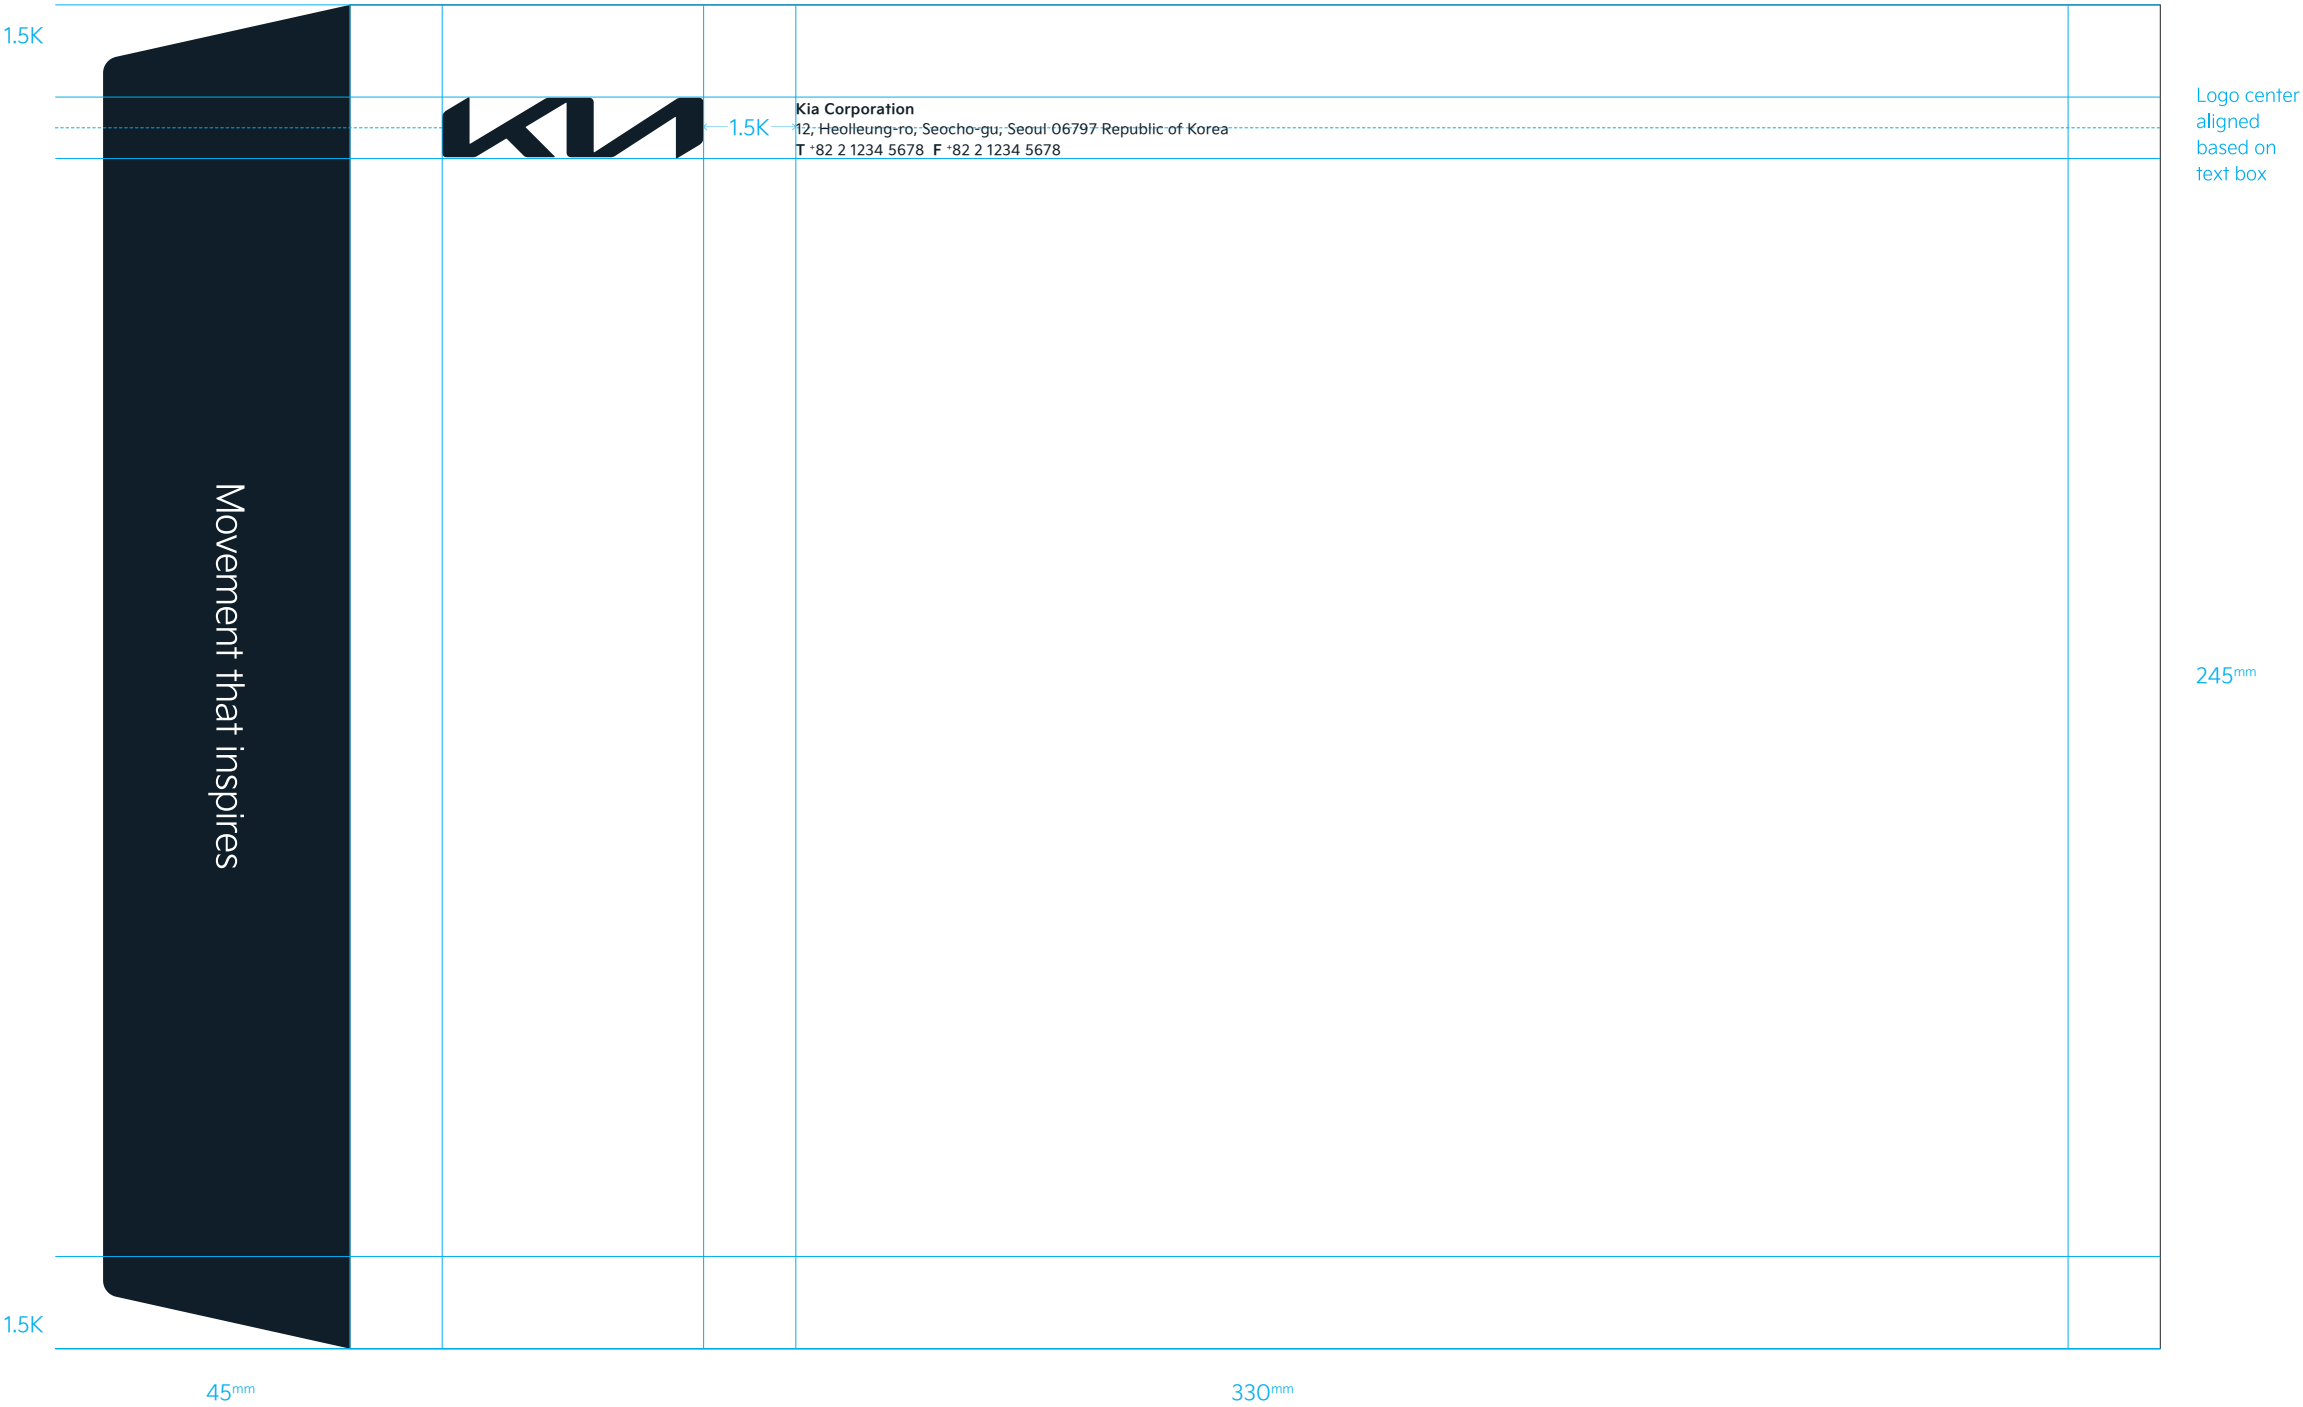 1.5K
KIA
1.5K
Kia Corporation
12, Heolleung-ro, Seocho-gu, Seoul 06797 Republic of Korea
T +82 2 1234 5678 F +82 2 1234 5678
Logo center
aligned
based on
text box
Movement that inspires
245mm
1.5K
45mm
330mm